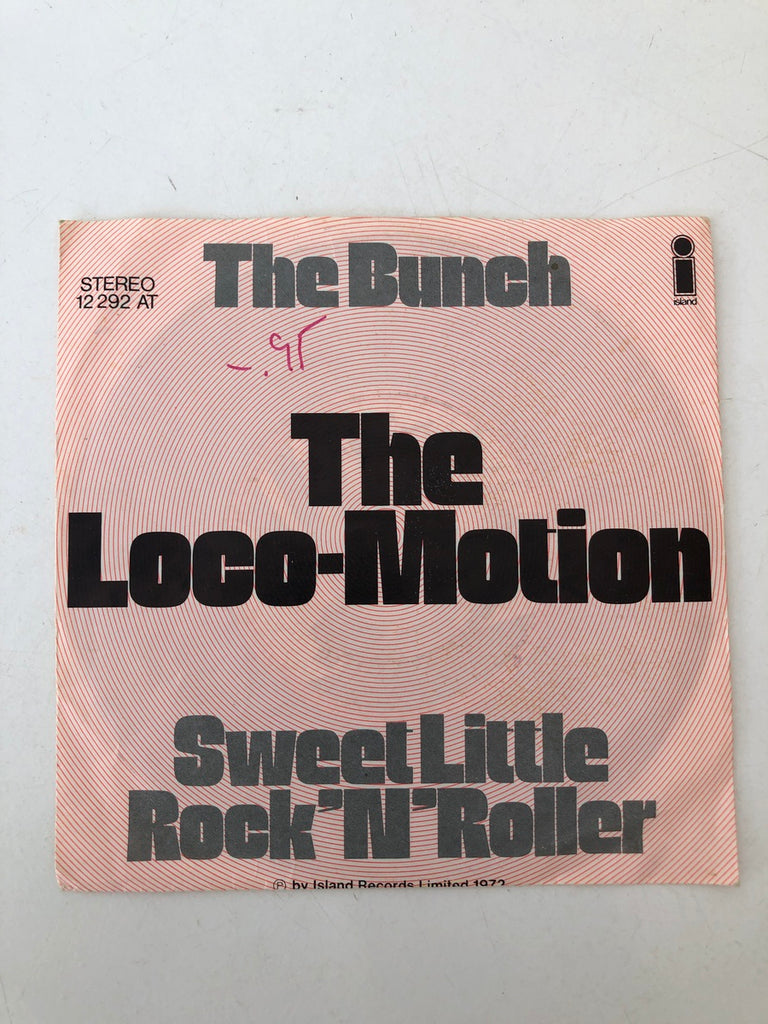 The Bunch
STEREO
12 292 AT
island
-.95
The
Loco-Motion
Sweet Little
Rock'N'Roller
Ⓟ by Island Records Limited 1972